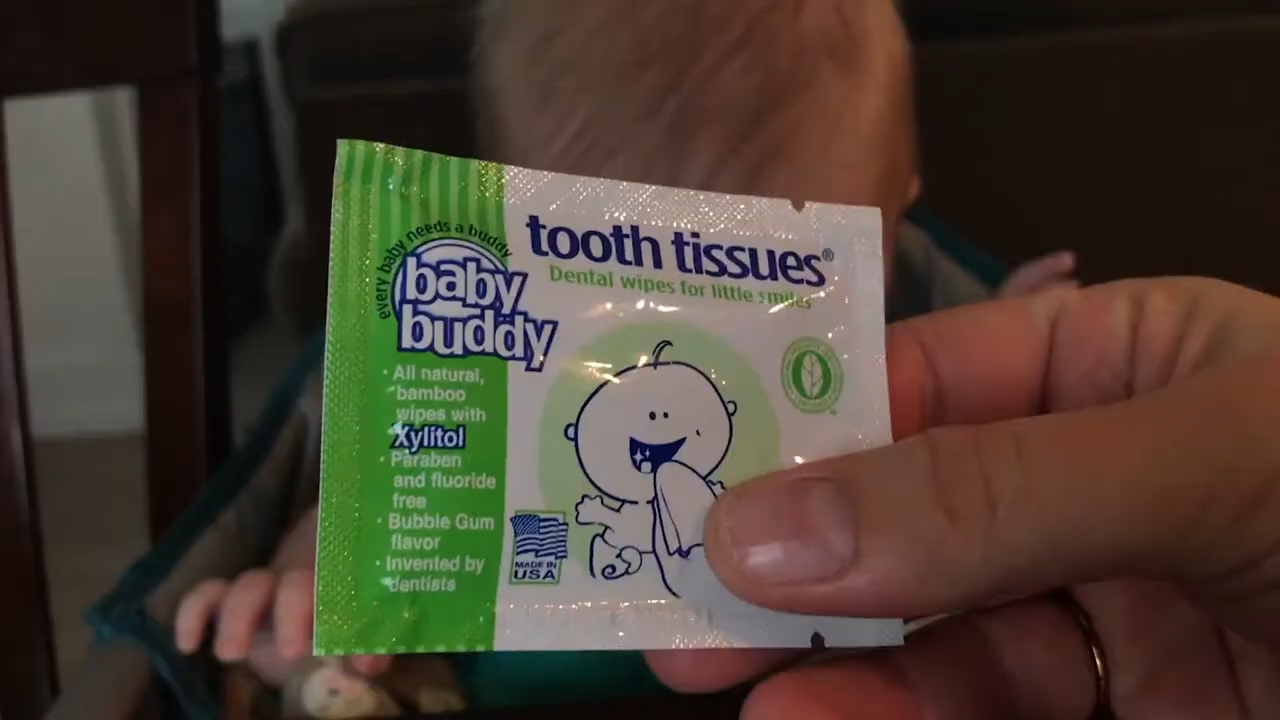 every baby needs a buddy
baby
buddy
tooth tissues®
Dental wipes for little smiles
· All natural,
bamboo
wipes with
Xylitol
· Paraben
and fluoride
free
· Bubble Gum
flavor
· Invented by
dentists
MADE IN
USA